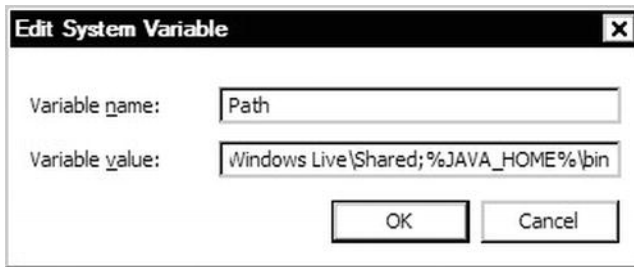 Edit System Variable
Variable name: Path
Variable value: Windows Live\Shared;%JAVA_HOME%\bin
OK Cancel